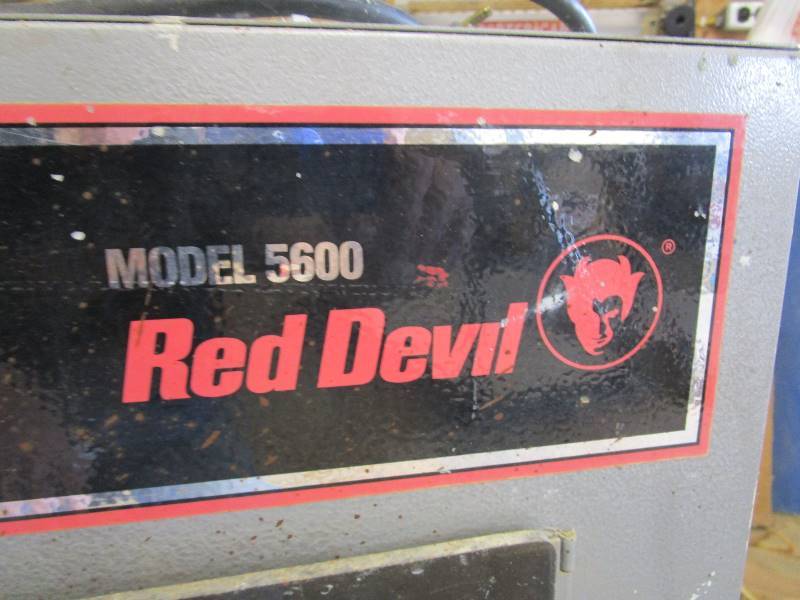 MODEL 5600
Red Devil ®